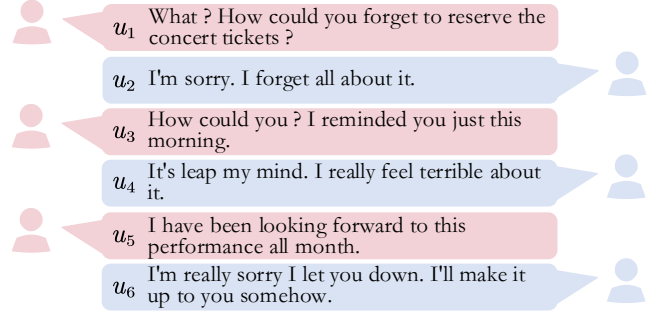 u1 What ? How could you forget to reserve the
concert tickets ?
u2 I'm sorry. I forget all about it.
u3 How could you ? I reminded you just this
morning.
u4 It's leap my mind. I really feel terrible about
it.
u5 I have been looking forward to this
performance all month.
u6 I'm really sorry I let you down. I'll make it
up to you somehow.